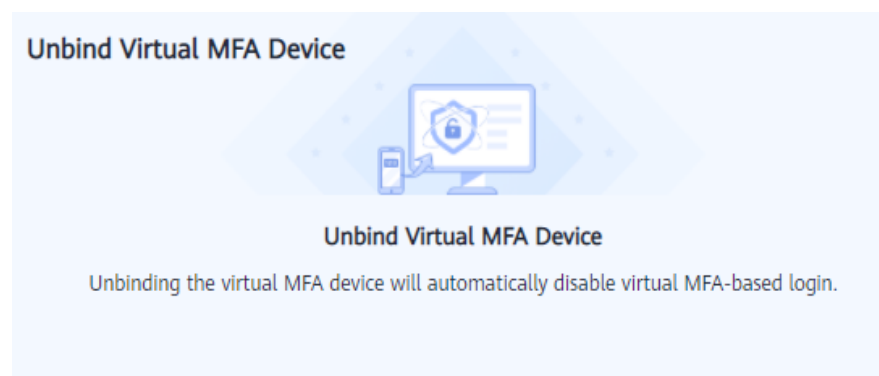 Unbind Virtual MFA Device
Unbind Virtual MFA Device
Unbinding the virtual MFA device will automatically disable virtual MFA-based login.